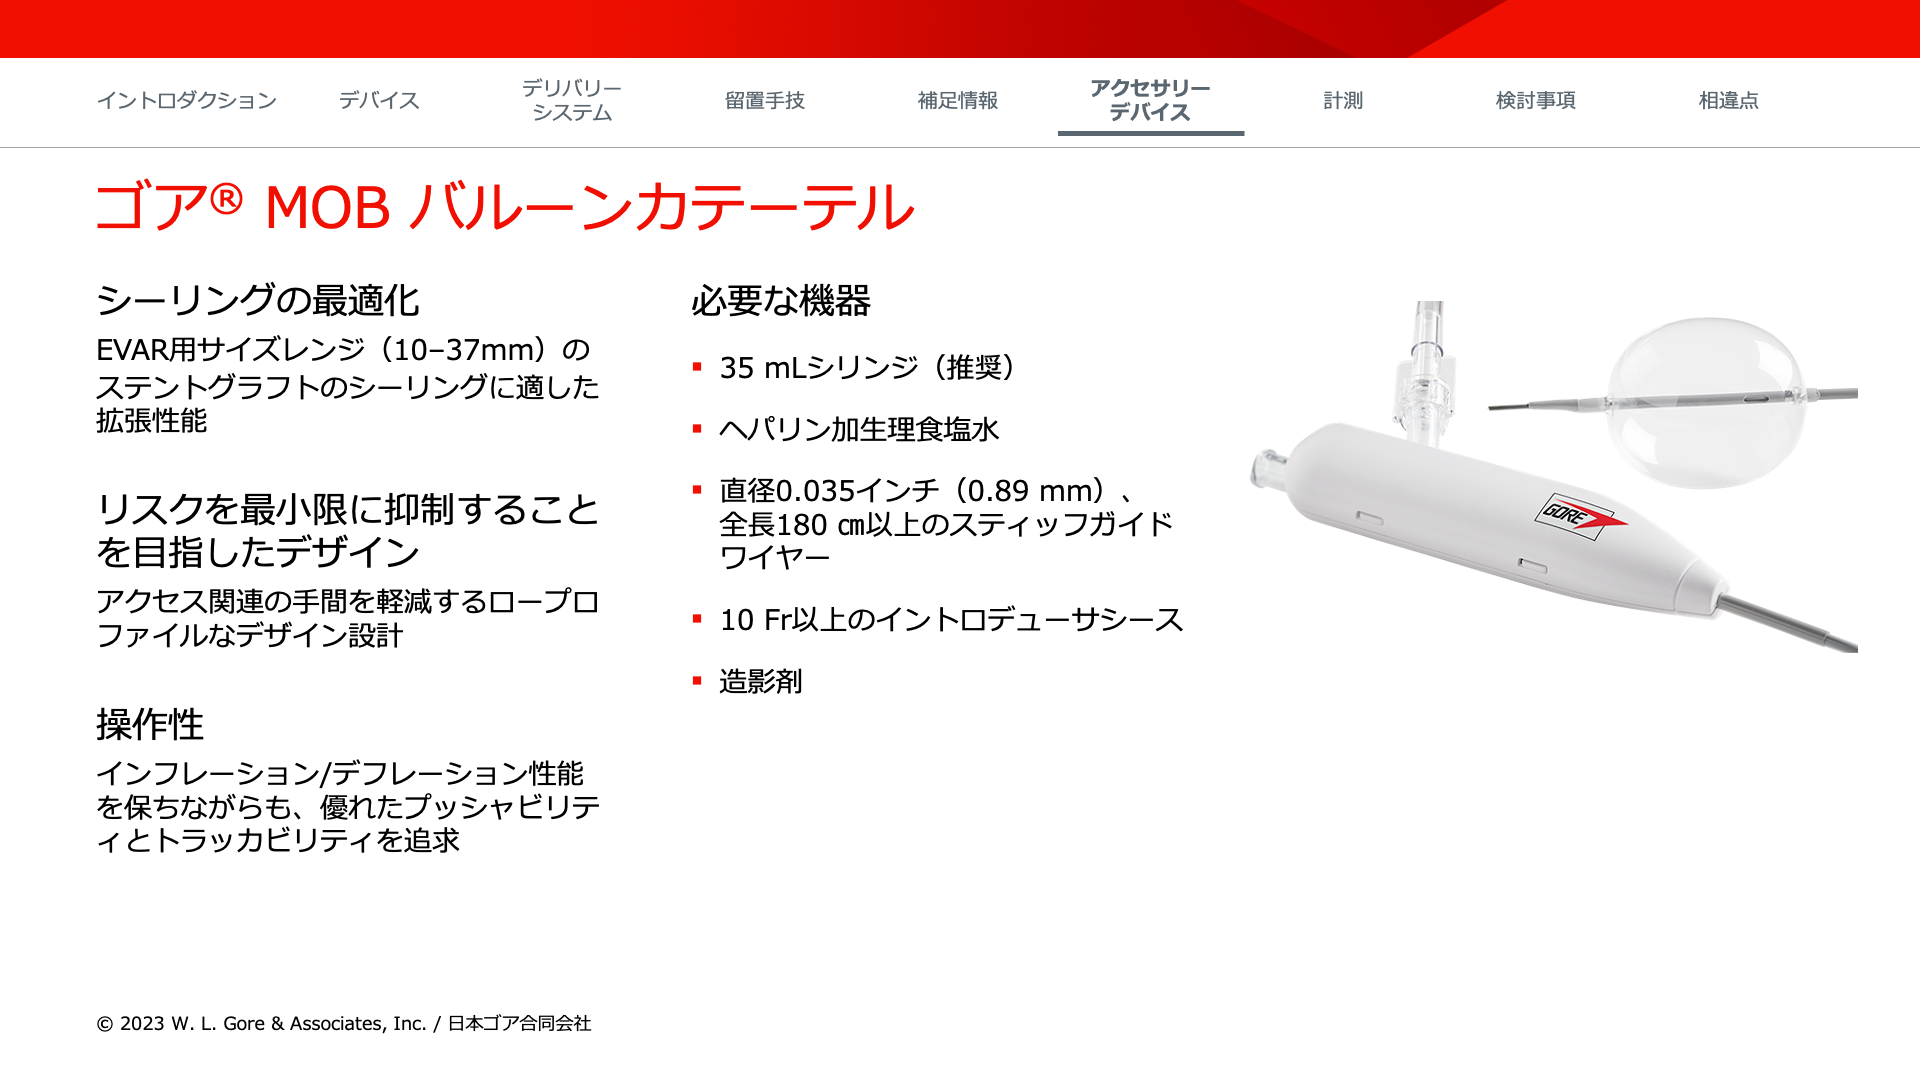 イントロダクション
デバイス
デリバリー
システム
留置手技
補足情報
アクセサリー
デバイス
計測
検討事項
相違点
ゴア® MOB バルーンカテーテル
シーリングの最適化
EVAR用サイズレンジ（10–37mm）の
ステントグラフトのシーリングに適した
拡張性能
リスクを最小限に抑制すること
を目指したデザイン
アクセス関連の手間を軽減するロープロ
ファイルなデザイン設計
操作性
インフレーション/デフレーション性能
を保ちながらも、優れたプッシャビリテ
ィとトラッカビリティを追求
必要な機器
▪ 35 mLシリンジ（推奨）
▪ ヘパリン加生理食塩水
▪ 直径0.035インチ（0.89 mm）、
全長180 ㎝以上のスティッフガイド
ワイヤー
▪ 10 Fr以上のイントロデューサシース
▪ 造影剤
GORE
© 2023 W. L. Gore & Associates, Inc. / 日本ゴア合同会社